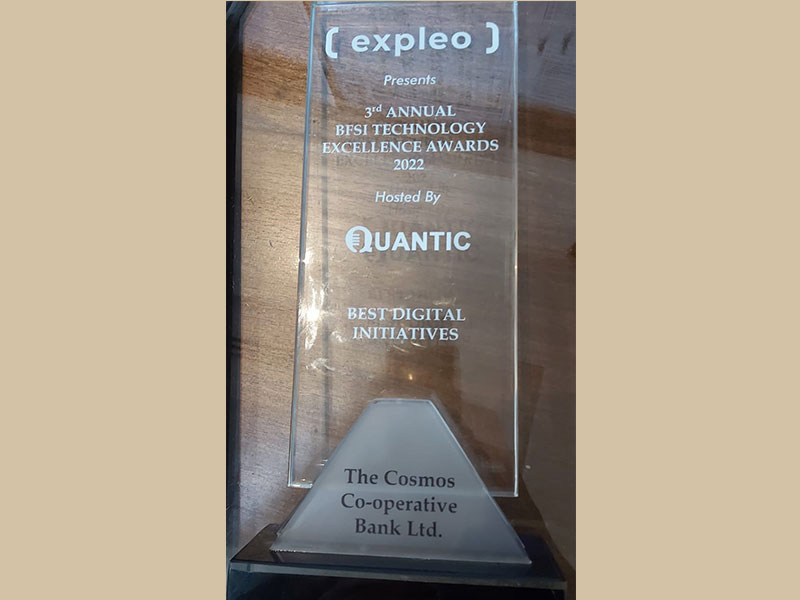 ( expleo )
Presents
3rd ANNUAL
BFSI TECHNOLOGY
EXCELLENCE AWARDS
2022
Hosted By
QUANTIC
BEST DIGITAL
INITIATIVES
The Cosmos
Co-operative
Bank Ltd.